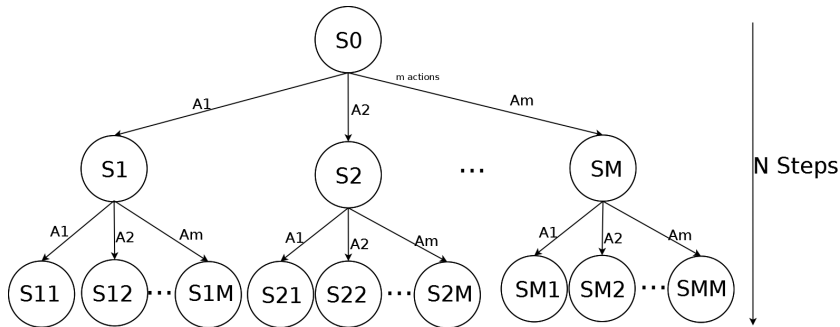 S0
m actions
A1
A2
Am
S1
S2
...
SM
N Steps
A1
A2
Am
A1
A2
Am
A1
A2
Am
S11
S12
...
S1M
S21
S22
...
S2M
SM1
SM2
...
SMM